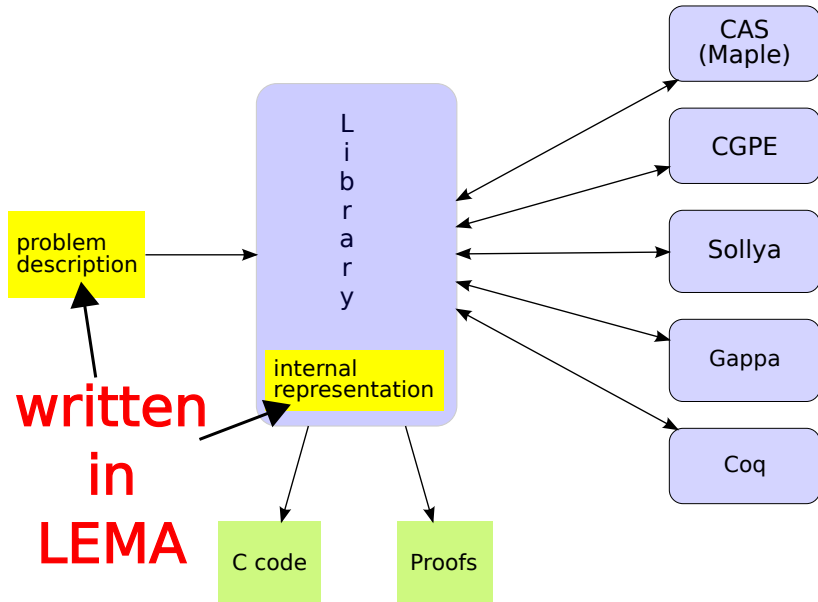 CAS
(Maple)
CGPE
Sollya
Gappa
Coq
L
i
b
r
a
r
y
problem
description
internal
representation
written
in
LEMA
C code
Proofs